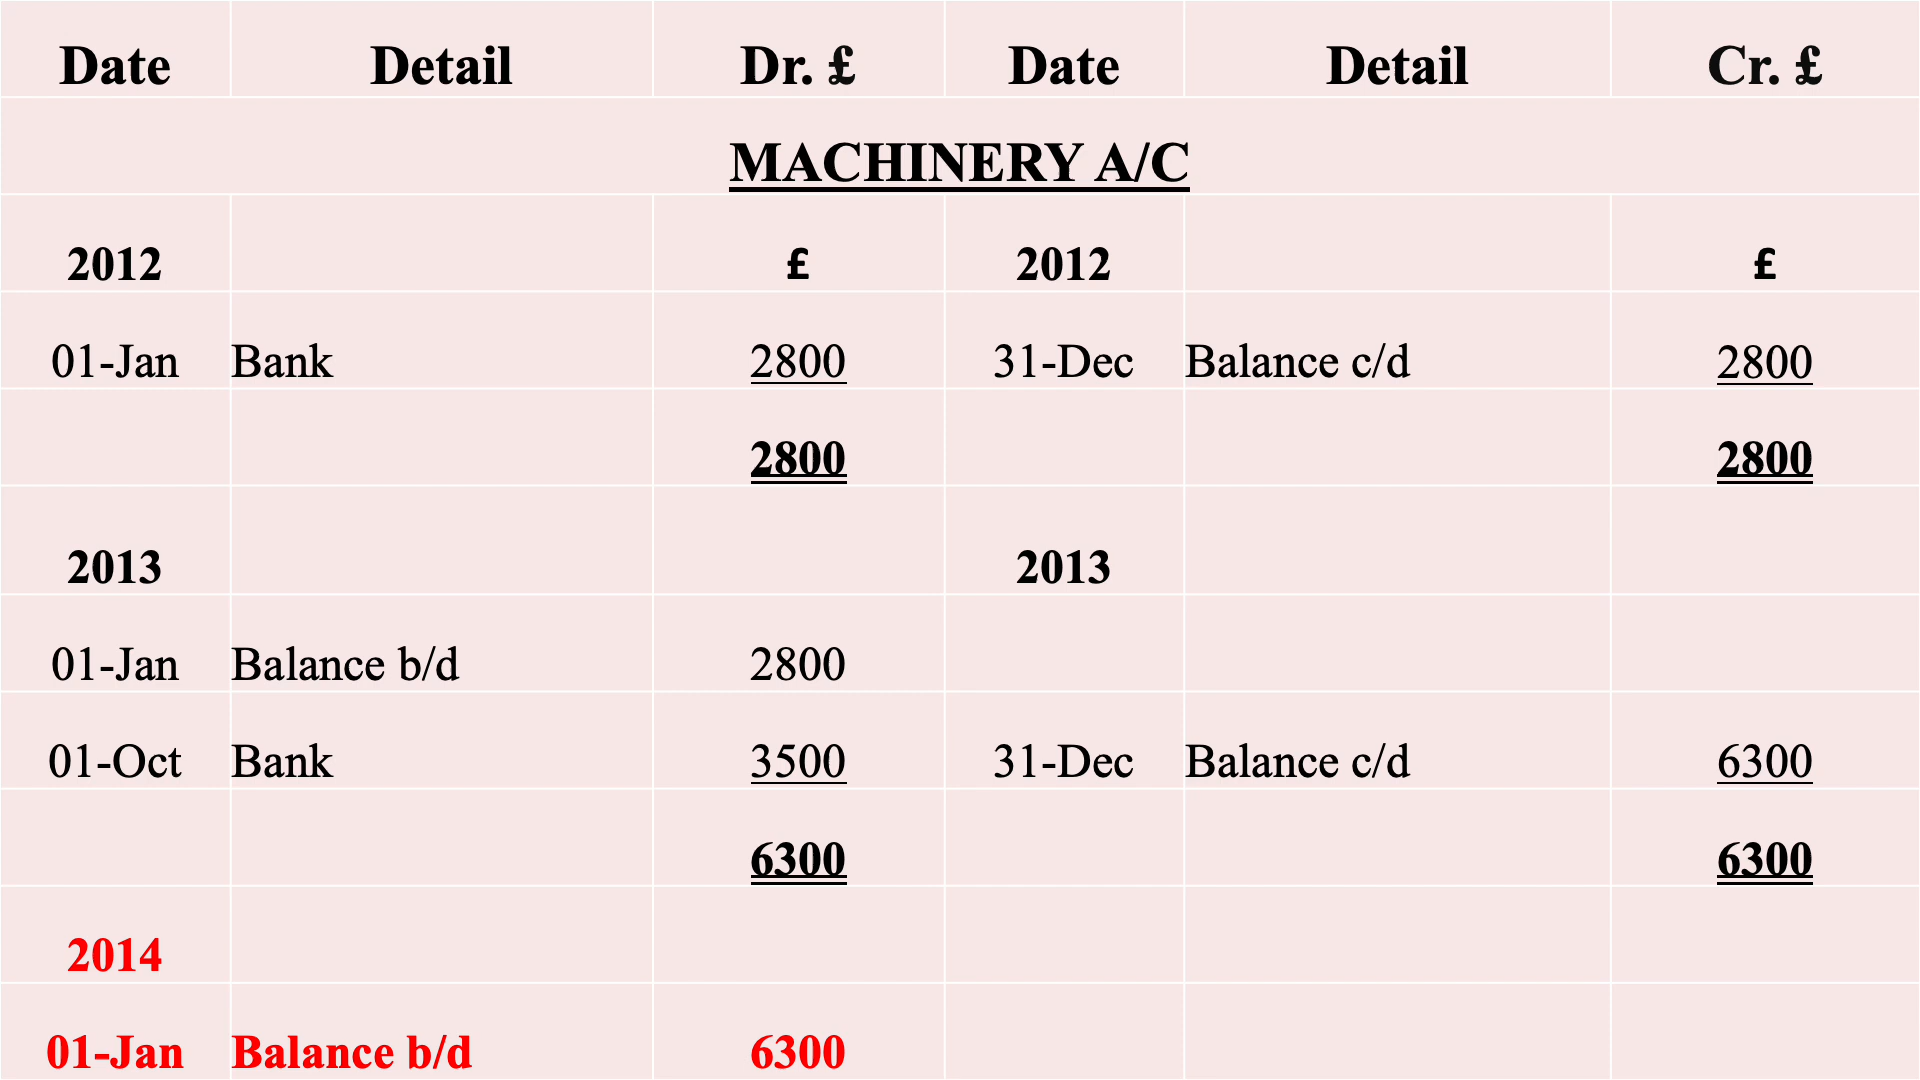 Date Detail Dr. £ Date Detail Cr. £
MACHINERY A/C
2012 £ 2012 £
01-Jan Bank 2800 31-Dec Balance c/d 2800
2800 2800
2013 2013
01-Jan Balance b/d 2800
01-Oct Bank 3500 31-Dec Balance c/d 6300
6300 6300
2014
01-Jan Balance b/d 6300